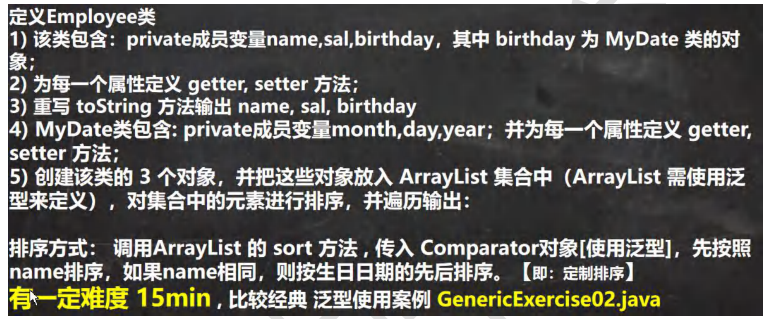 定义Employee类
1) 该类包含：private成员变量name,sal,birthday，其中 birthday 为 MyDate 类的对
象；
2) 为每一个属性定义 getter, setter 方法；
3) 重写 toString 方法输出 name, sal, birthday
4) MyDate类包含: private成员变量month,day,year；并为每一个属性定义 getter,
setter 方法；
5) 创建该类的 3 个对象，并把这些对象放入 ArrayList 集合中（ArrayList 需使用泛
型来定义），对集合中的元素进行排序，并遍历输出：
排序方式： 调用ArrayList 的 sort 方法 , 传入 Comparator对象[使用泛型]，先按照
name排序，如果name相同，则按生日日期的先后排序。【即：定制排序】
有一定难度 15min , 比较经典 泛型使用案例 GenericExercise02.java